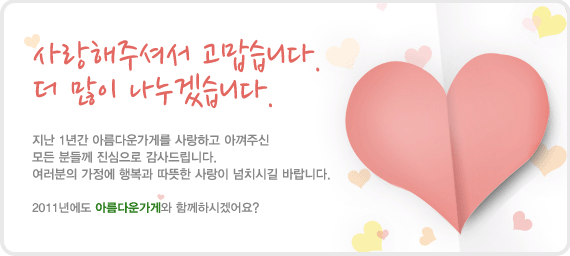 사랑해주셔서 고맙습니다.
더 많이 나누겠습니다.
지난 1년간 아름다운가게를 사랑하고 아껴주신
모든 분들께 진심으로 감사드립니다.
여러분의 가정에 행복과 따뜻한 사랑이 넘치시길 바랍니다.
2011년에도 아름다운가게와 함께하시겠어요?